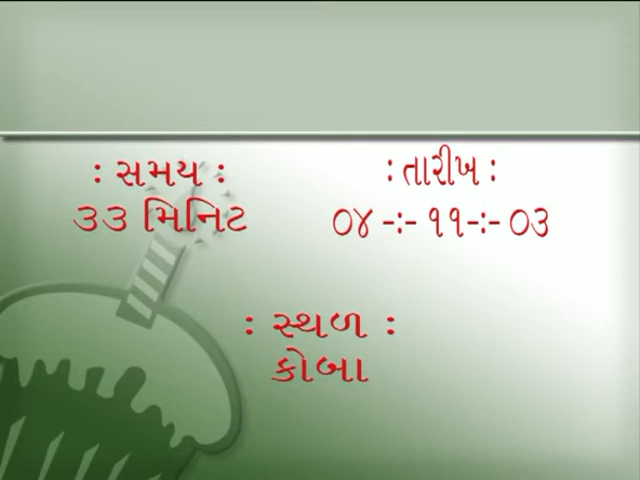 : સમય :
૩૩ મિનિટ
: તારીખ :
૦૪ -:- ૧૧-:- ૦૩
: સ્થળ :
કોબા